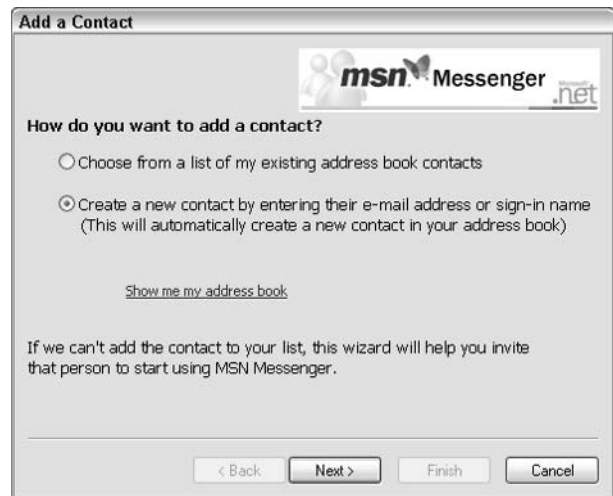 Add a Contact
msn Messenger
Microsoft
.net
How do you want to add a contact?
Choose from a list of my existing address book contacts
Create a new contact by entering their e-mail address or sign-in name
(This will automatically create a new contact in your address book)
Show me my address book
If we can't add the contact to your list, this wizard will help you invite
that person to start using MSN Messenger.
< Back Next > Finish Cancel